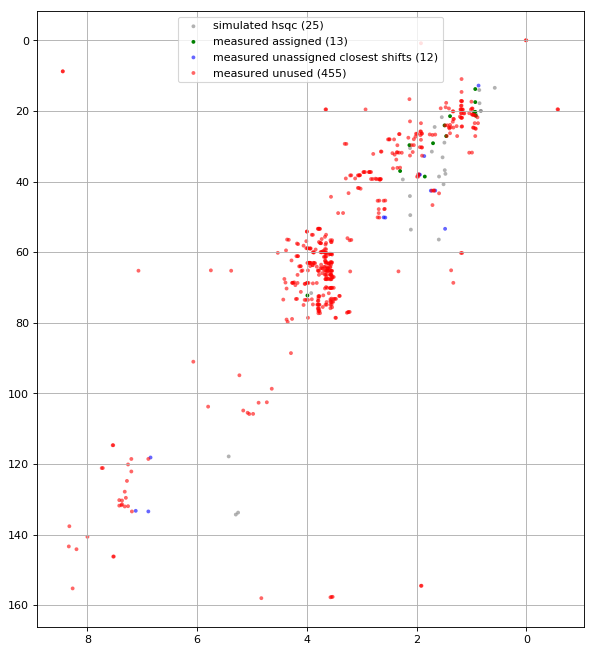 simulated hsqc (25)
measured assigned (13)
measured unassigned closest shifts (12)
measured unused (455)
0
20
40
60
80
100
120
140
160
8 6 4 2 0